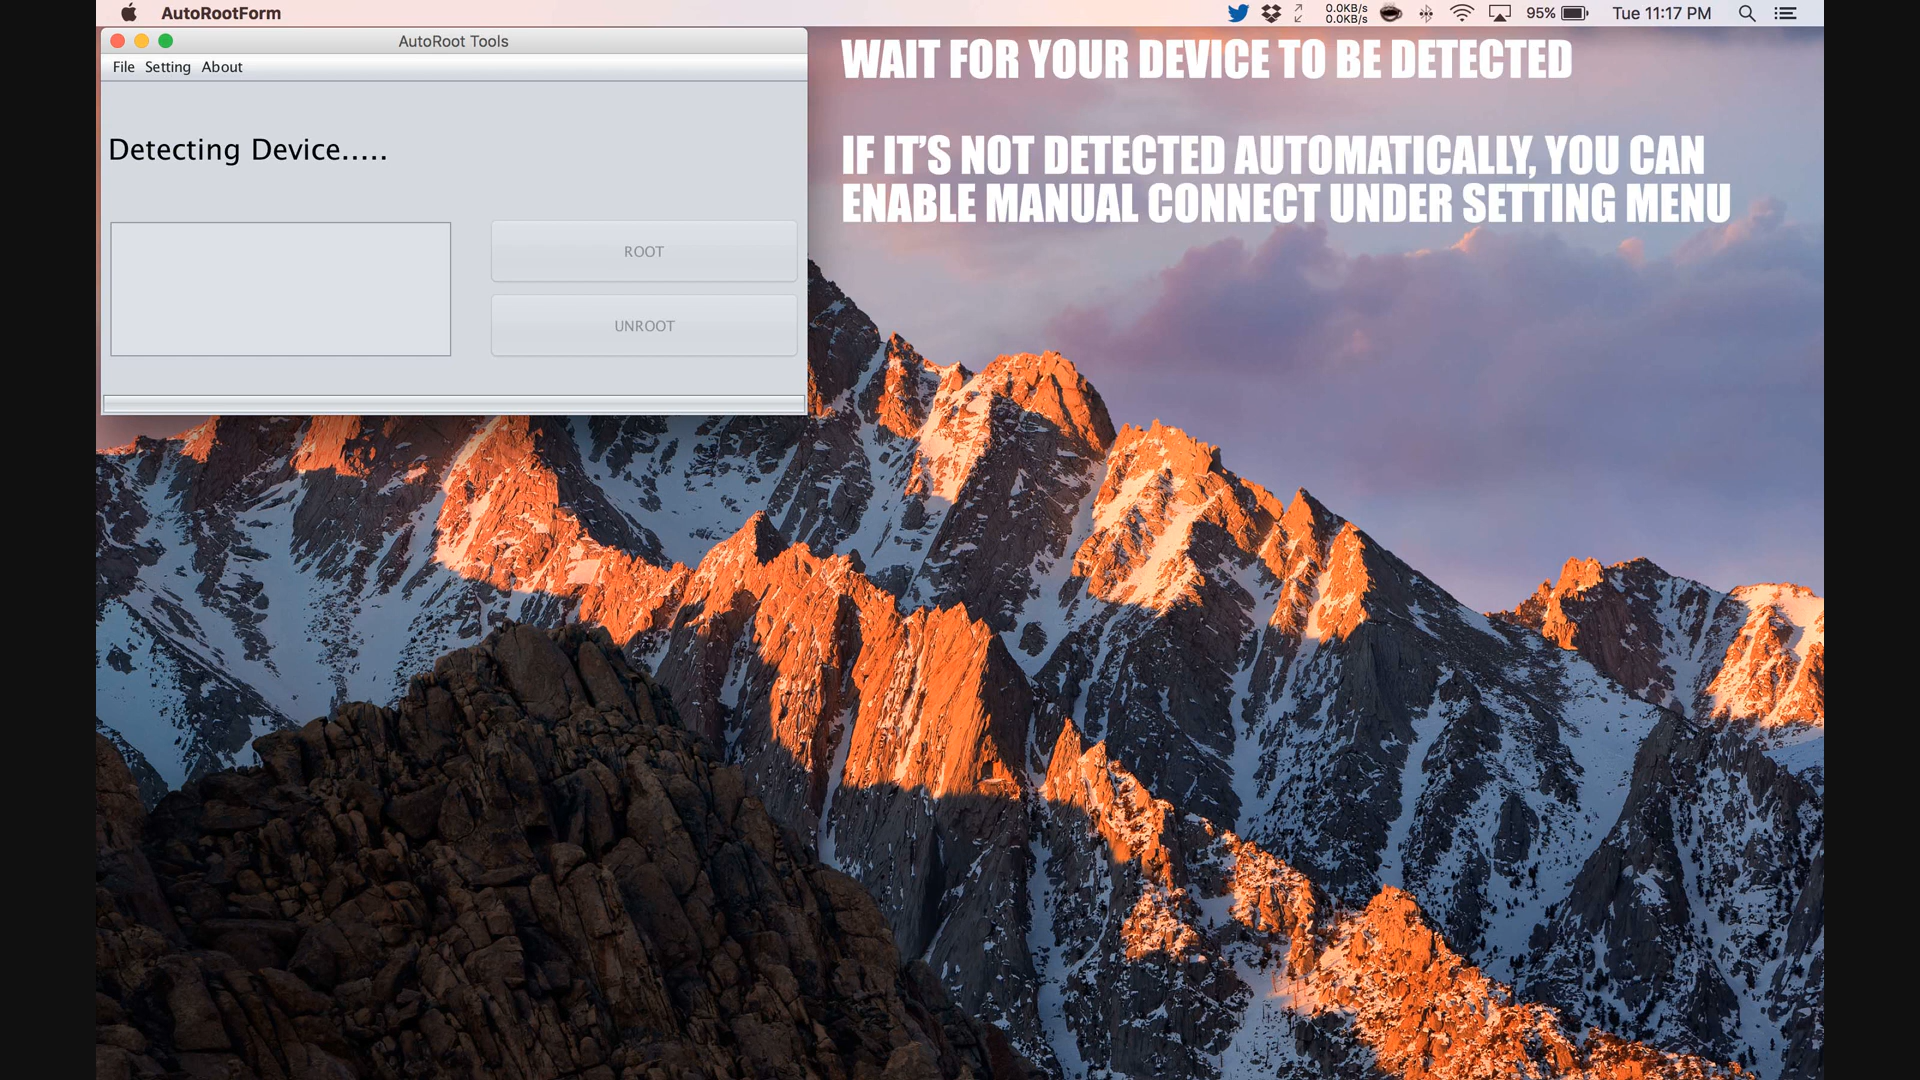 AutoRootForm
0.0KB/s
0.0KB/s
95%
Tue 11:17 PM
AutoRoot Tools
File Setting About
Detecting Device.....
ROOT
UNROOT
WAIT FOR YOUR DEVICE TO BE DETECTED
IF IT'S NOT DETECTED AUTOMATICALLY, YOU CAN
ENABLE MANUAL CONNECT UNDER SETTING MENU